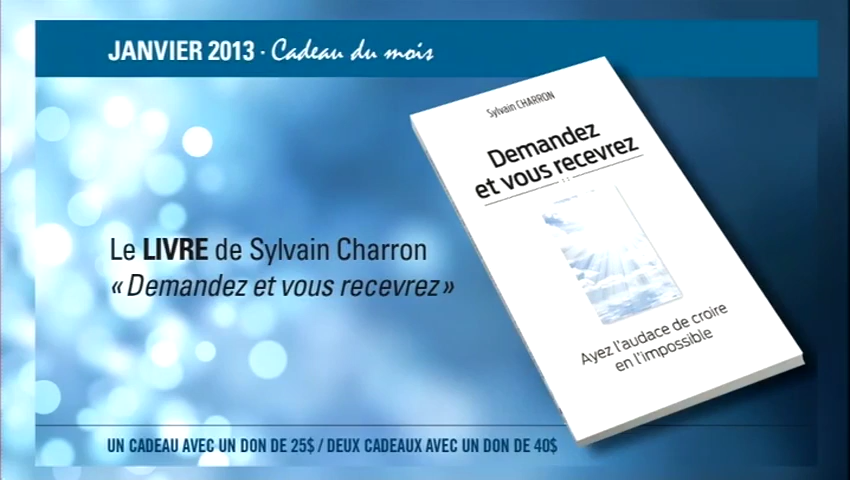 JANVIER 2013 · Cadeau du mois
Sylvain CHARRON
Demandez
et vous recevrez
Le LIVRE de Sylvain Charron
« Demandez et vous recevrez »
Ayez l'audace de croire
en l'impossible
UN CADEAU AVEC UN DON DE 25$ / DEUX CADEAUX AVEC UN DON DE 40$